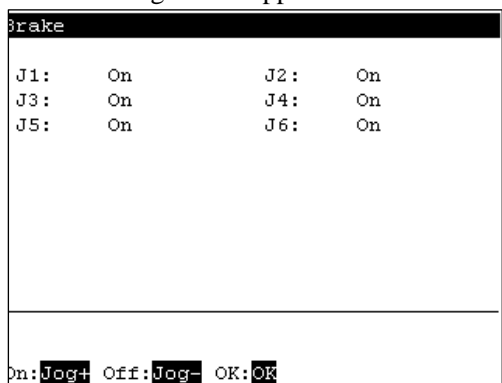 Brake
J1: On J2: On
J3: On J4: On
J5: On J6: On
On:Jog+ Off:Jog- OK:OK